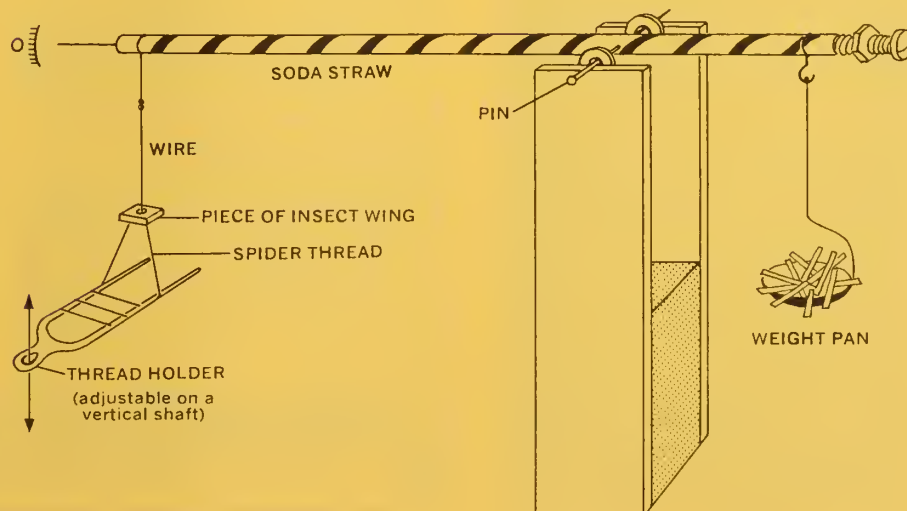 O
SODA STRAW
PIN
WIRE
PIECE OF INSECT WING
SPIDER THREAD
THREAD HOLDER
(adjustable on a
vertical shaft)
WEIGHT PAN